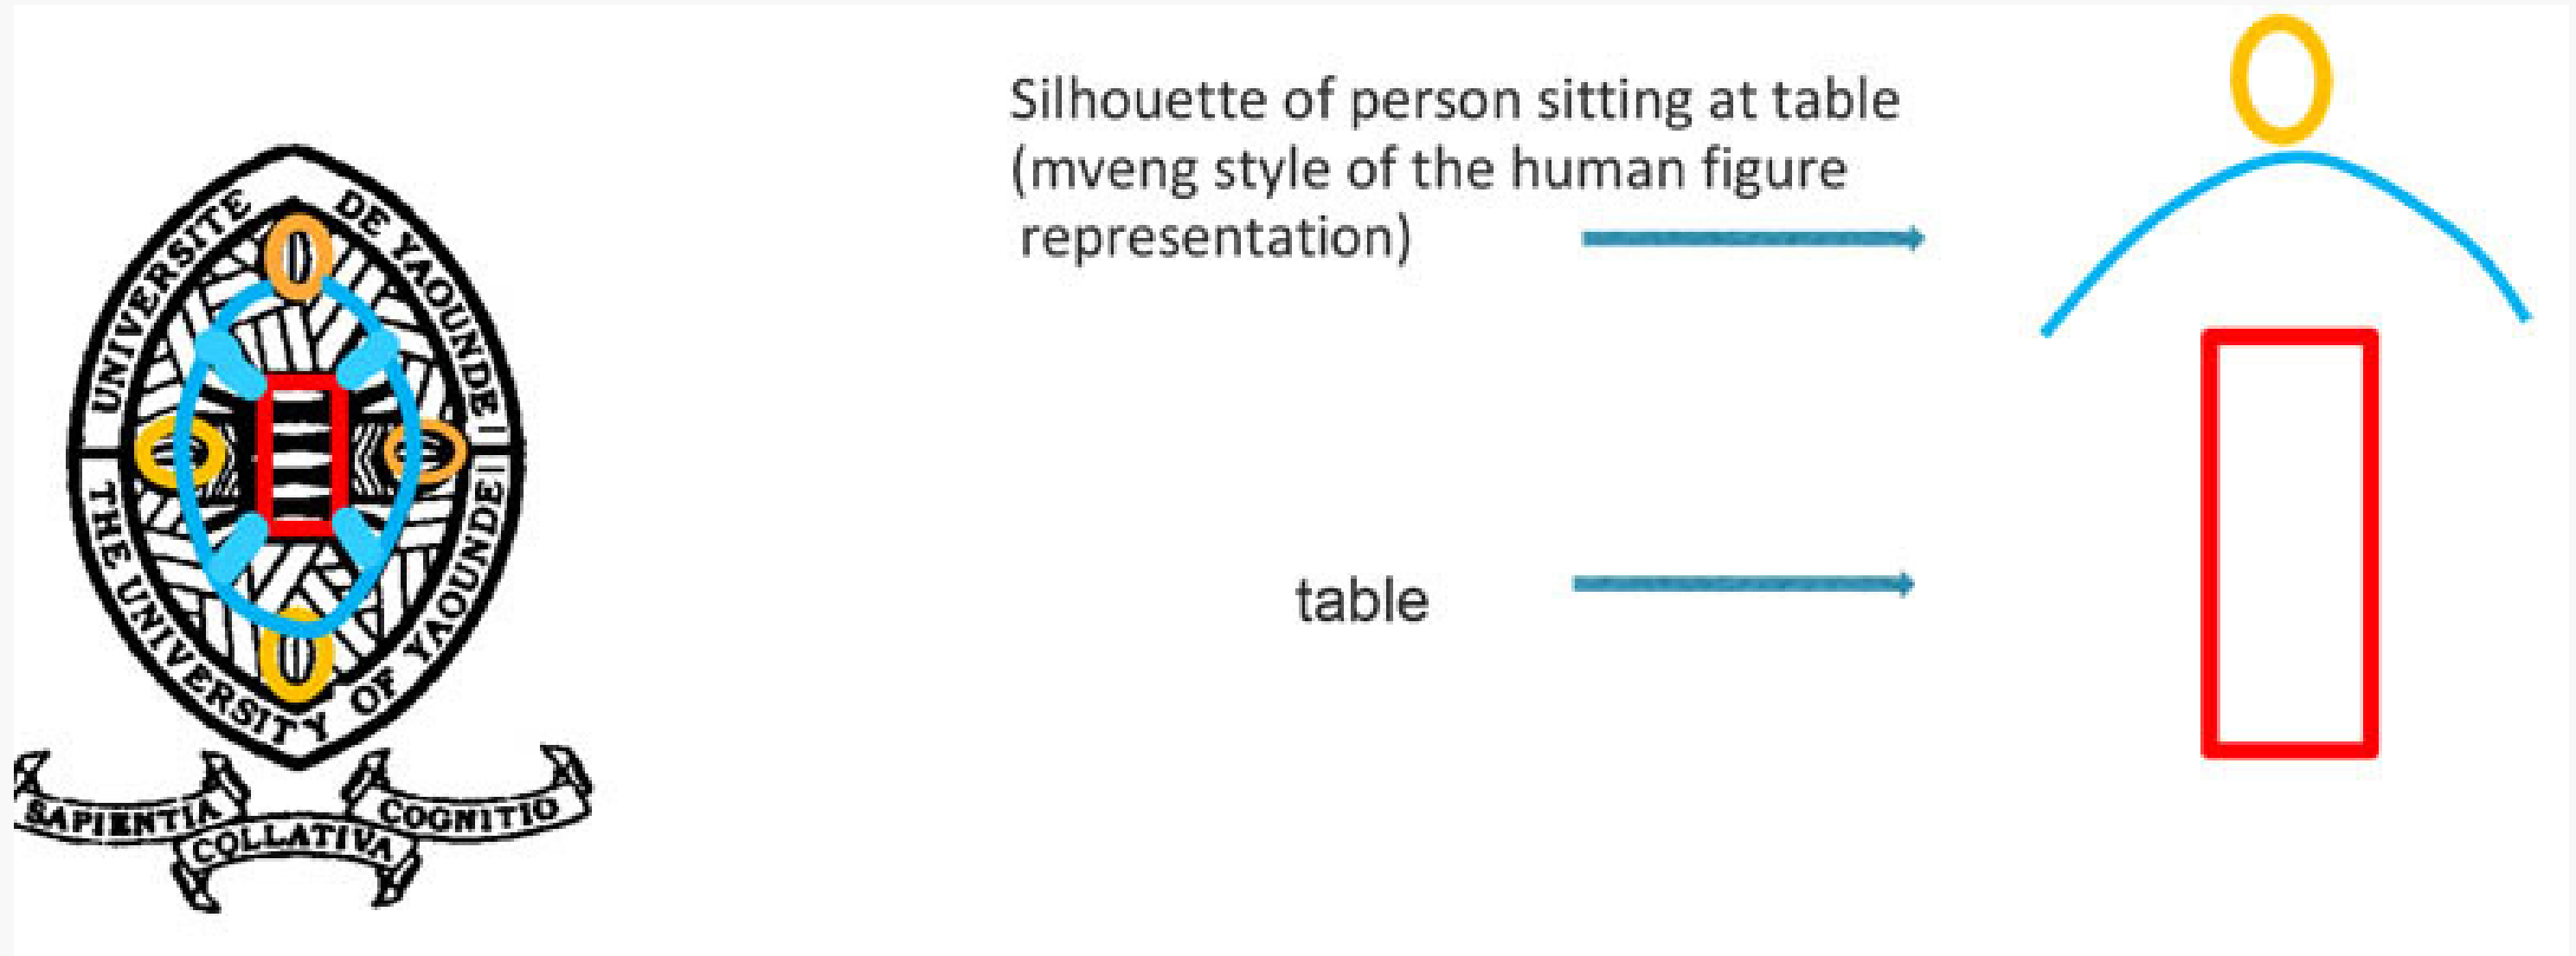 UNIVERSITE DE YAOUNDE I
THE UNIVERSITY OF YAOUNDE I
SAPIENTIA
COLLATIVA
COGNITIO
Silhouette of person sitting at table
(mveng style of the human figure
representation)
table